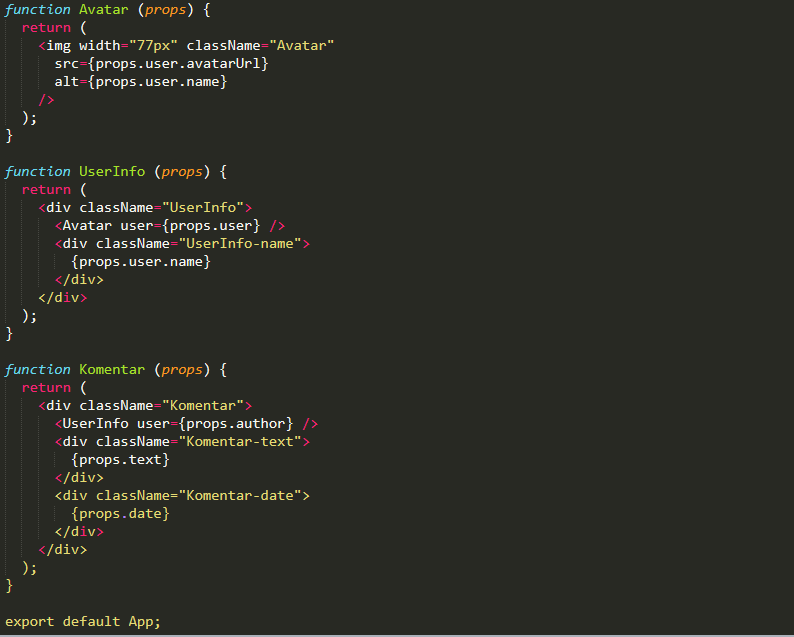 function Avatar (props) {
  return (
    <img width="77px" className="Avatar"
      src={props.user.avatarUrl}
      alt={props.user.name}
    />
  );
}

function UserInfo (props) {
  return (
    <div className="UserInfo">
      <Avatar user={props.user} />
      <div className="UserInfo-name">
        {props.user.name}
      </div>
    </div>
  );
}

function Komentar (props) {
  return (
    <div className="Komentar">
      <UserInfo user={props.author} />
      <div className="Komentar-text">
        {props.text}
      </div>
      <div className="Komentar-date">
        {props.date}
      </div>
    </div>
  );
}

export default App;